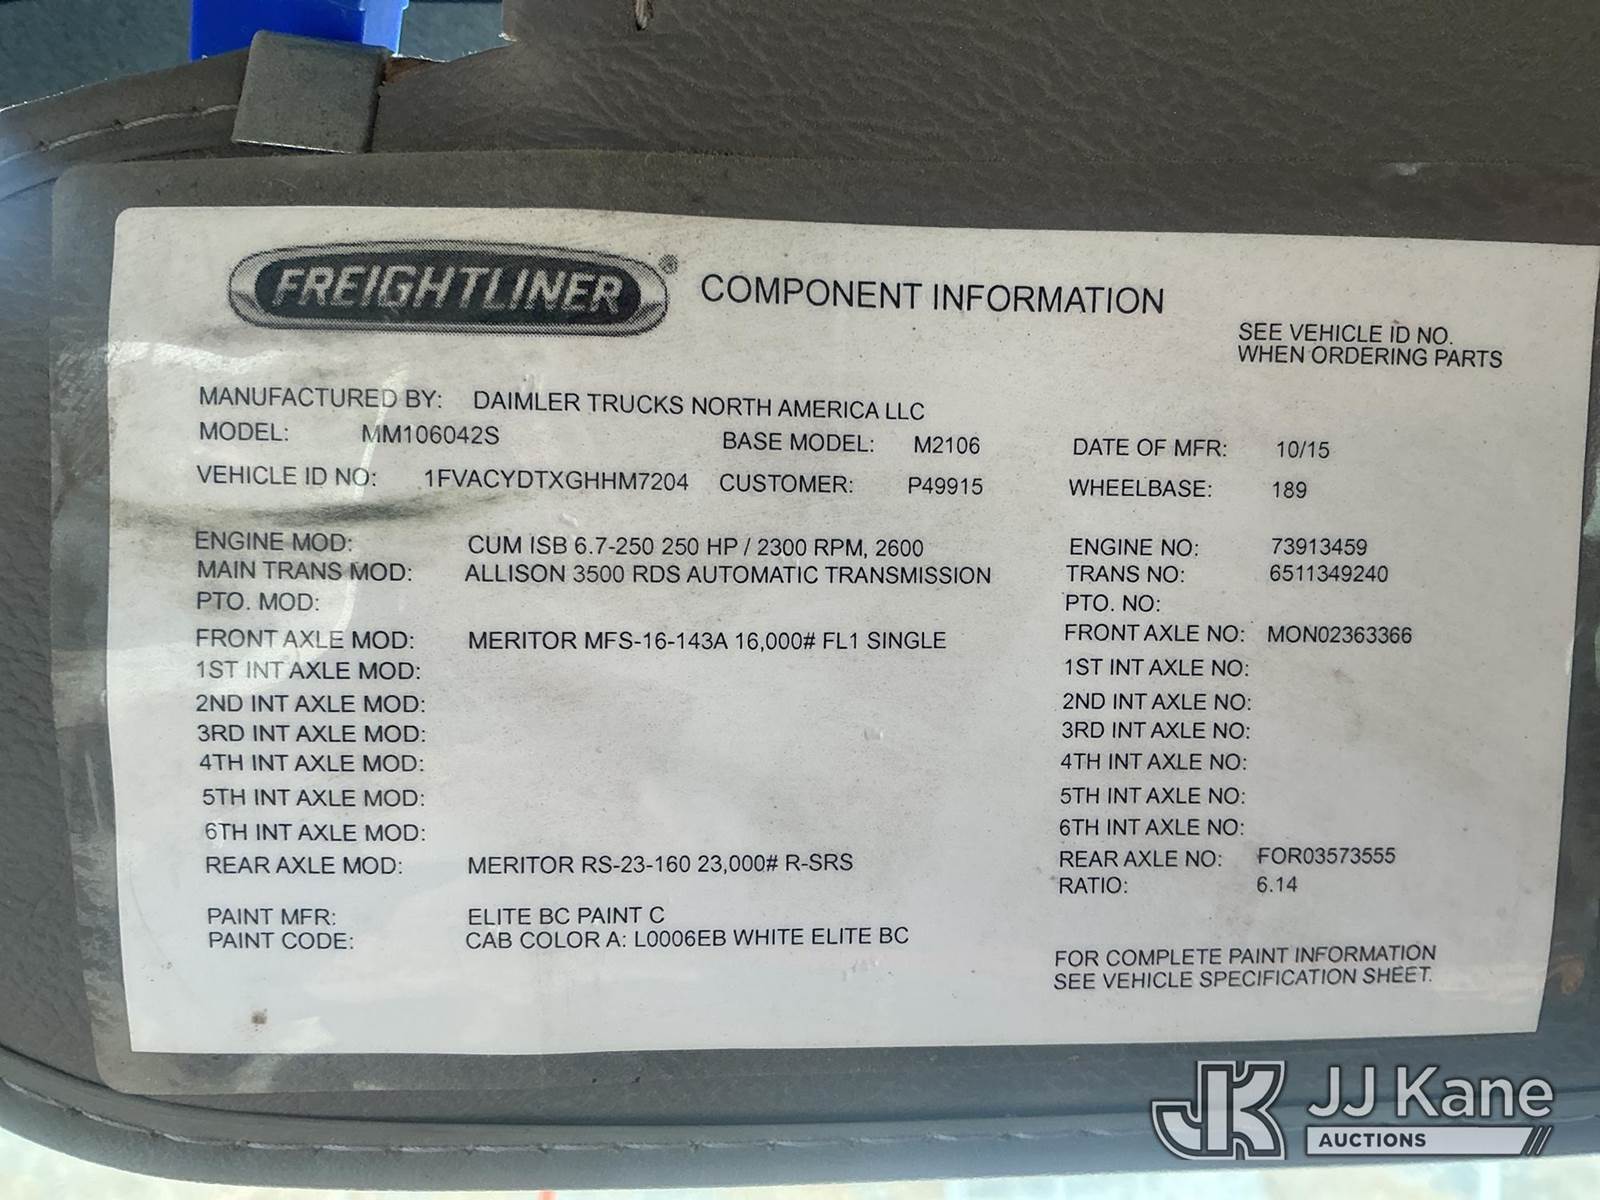 FREIGHTLINER® COMPONENT INFORMATION
SEE VEHICLE ID NO.
WHEN ORDERING PARTS
MANUFACTURED BY: DAIMLER TRUCKS NORTH AMERICA LLC
MODEL: MM106042S BASE MODEL: M2106 DATE OF MFR: 10/15
VEHICLE ID NO: 1FVACYDTXGHHM7204 CUSTOMER: P49915 WHEELBASE: 189
ENGINE MOD: CUM ISB 6.7-250 250 HP / 2300 RPM, 2600 ENGINE NO: 73913459
MAIN TRANS MOD: ALLISON 3500 RDS AUTOMATIC TRANSMISSION TRANS NO: 6511349240
PTO. MOD: PTO. NO:
FRONT AXLE MOD: MERITOR MFS-16-143A 16,000# FL1 SINGLE FRONT AXLE NO: MON02363366
1ST INT AXLE MOD: 1ST INT AXLE NO:
2ND INT AXLE MOD: 2ND INT AXLE NO:
3RD INT AXLE MOD: 3RD INT AXLE NO:
4TH INT AXLE MOD: 4TH INT AXLE NO:
5TH INT AXLE MOD: 5TH INT AXLE NO:
6TH INT AXLE MOD: 6TH INT AXLE NO:
REAR AXLE MOD: MERITOR RS-23-160 23,000# R-SRS REAR AXLE NO: FOR03573555
RATIO: 6.14
PAINT MFR: ELITE BC PAINT C
PAINT CODE: CAB COLOR A: L0006EB WHITE ELITE BC
FOR COMPLETE PAINT INFORMATION
SEE VEHICLE SPECIFICATION SHEET.
JK JJ Kane
AUCTIONS